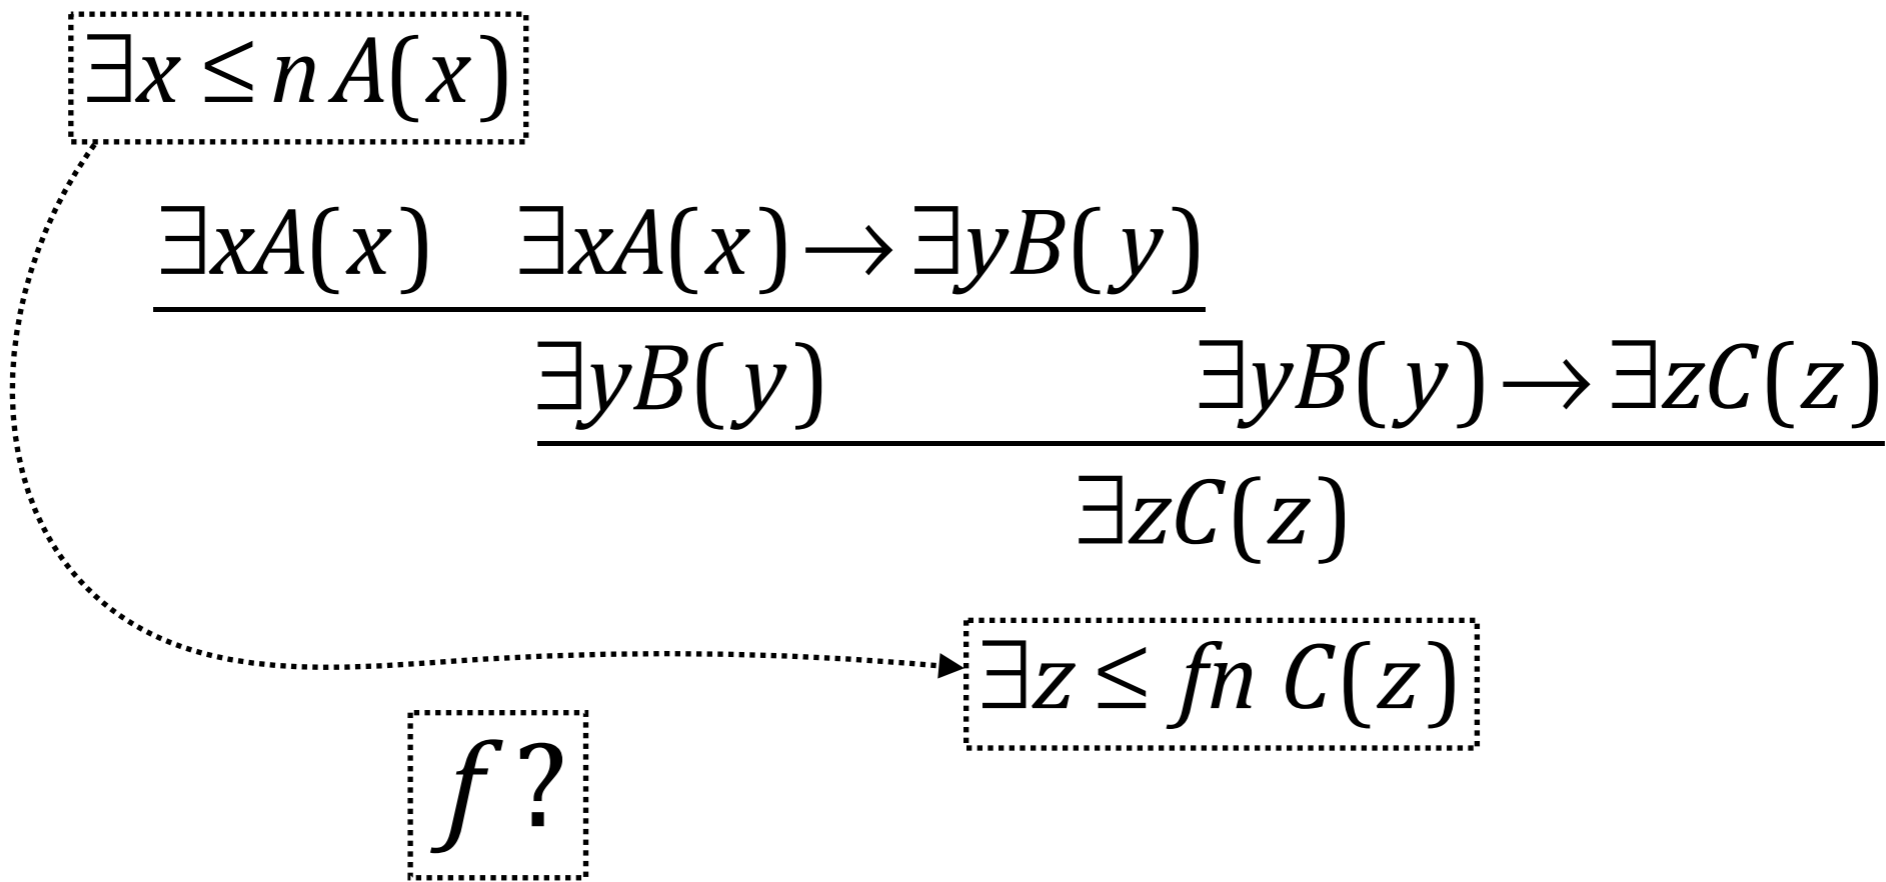 ∃x ≤ n A(x)
∃xA(x) ∃xA(x) → ∃yB(y)
∃yB(y) ∃yB(y) → ∃zC(z)
∃zC(z)
∃z ≤ fn C(z)
f ?